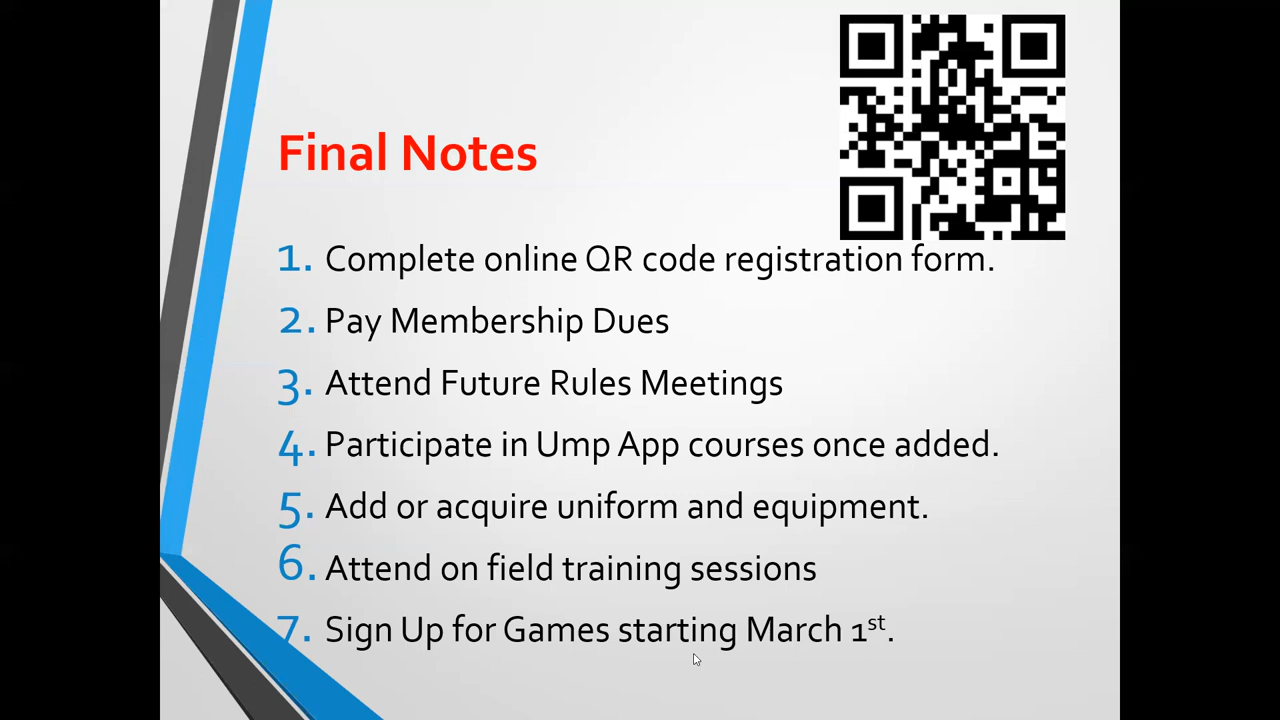 Final Notes
1. Complete online QR code registration form.
2. Pay Membership Dues
3. Attend Future Rules Meetings
4. Participate in Ump App courses once added.
5. Add or acquire uniform and equipment.
6. Attend on field training sessions
7. Sign Up for Games starting March 1st.